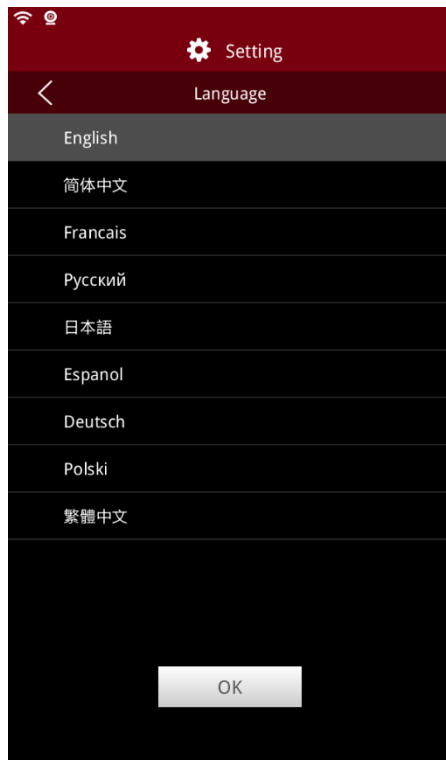 Setting
Language
English
简体中文
Francais
Русский
日本語
Espanol
Deutsch
Polski
繁體中文
OK